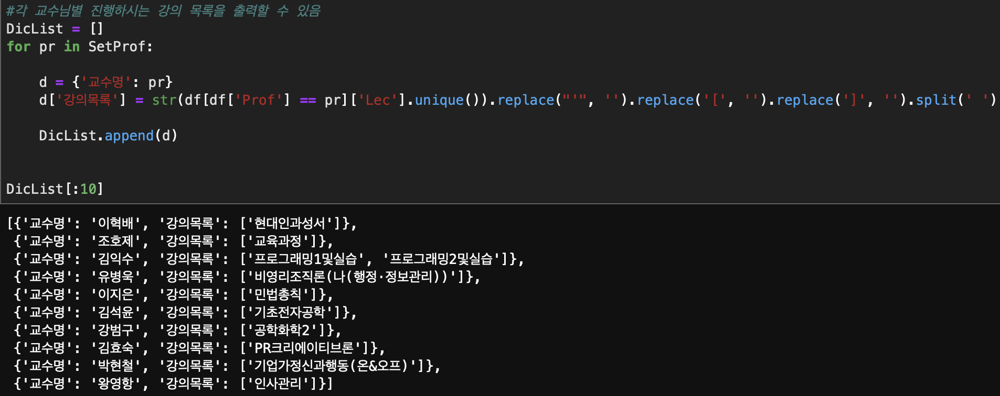 #각 교수님별 진행하시는 강의 목록을 출력할 수 있음
DicList = []
for pr in SetProf:
    d = {'교수명': pr}
    d['강의목록'] = str(df[df['Prof'] == pr]['Lec'].unique()).replace("'", '').replace('[', '').replace(']', '').split(' ')
    DicList.append(d)
DicList[:10]
[{'교수명': '이혁배', '강의목록': ['현대인과성서']},
 {'교수명': '조호제', '강의목록': ['교육과정']},
 {'교수명': '김익수', '강의목록': ['프로그래밍1및실습', '프로그래밍2및실습']},
 {'교수명': '유병욱', '강의목록': ['비영리조직론(나(행정·정보관리))']},
 {'교수명': '이지은', '강의목록': ['민법총칙']},
 {'교수명': '김석윤', '강의목록': ['기초전자공학']},
 {'교수명': '강범구', '강의목록': ['공학화학2']},
 {'교수명': '김효숙', '강의목록': ['PR크리에이티브론']},
 {'교수명': '박현철', '강의목록': ['기업가정신과행동(온&오프)']},
 {'교수명': '왕영항', '강의목록': ['인사관리']}]